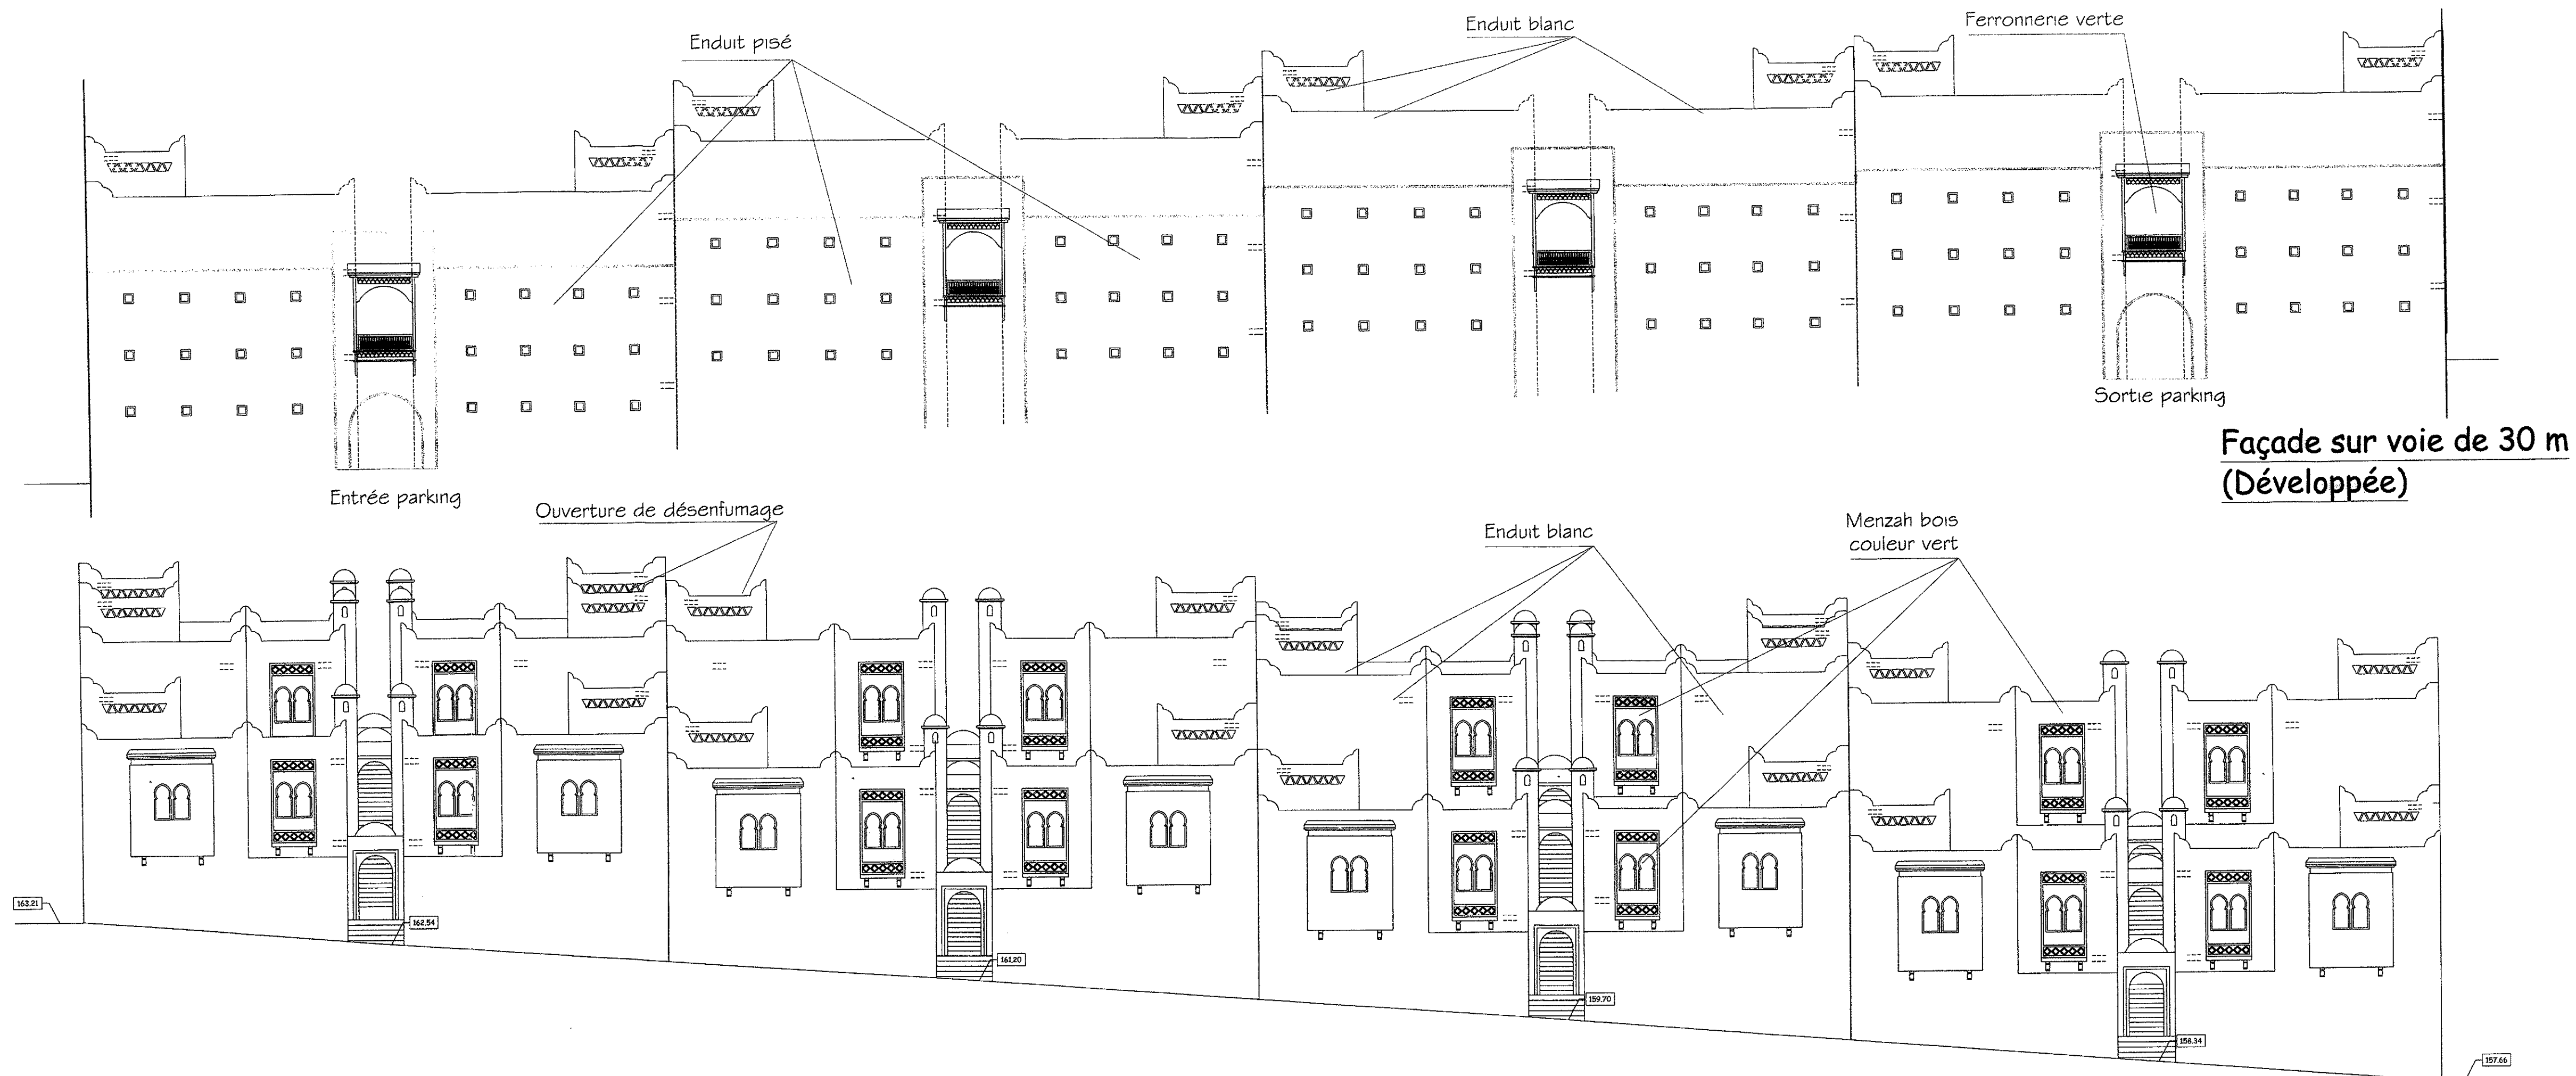 Enduit pisé
Enduit blanc
Ferronnerie verte
Entrée parking
Sortie parking
Façade sur voie de 30 m
(Développée)
Ouverture de désenfumage
Enduit blanc
Menzah bois
couleur vert
163.21
162.54
161.20
159.70
158.34
157.66